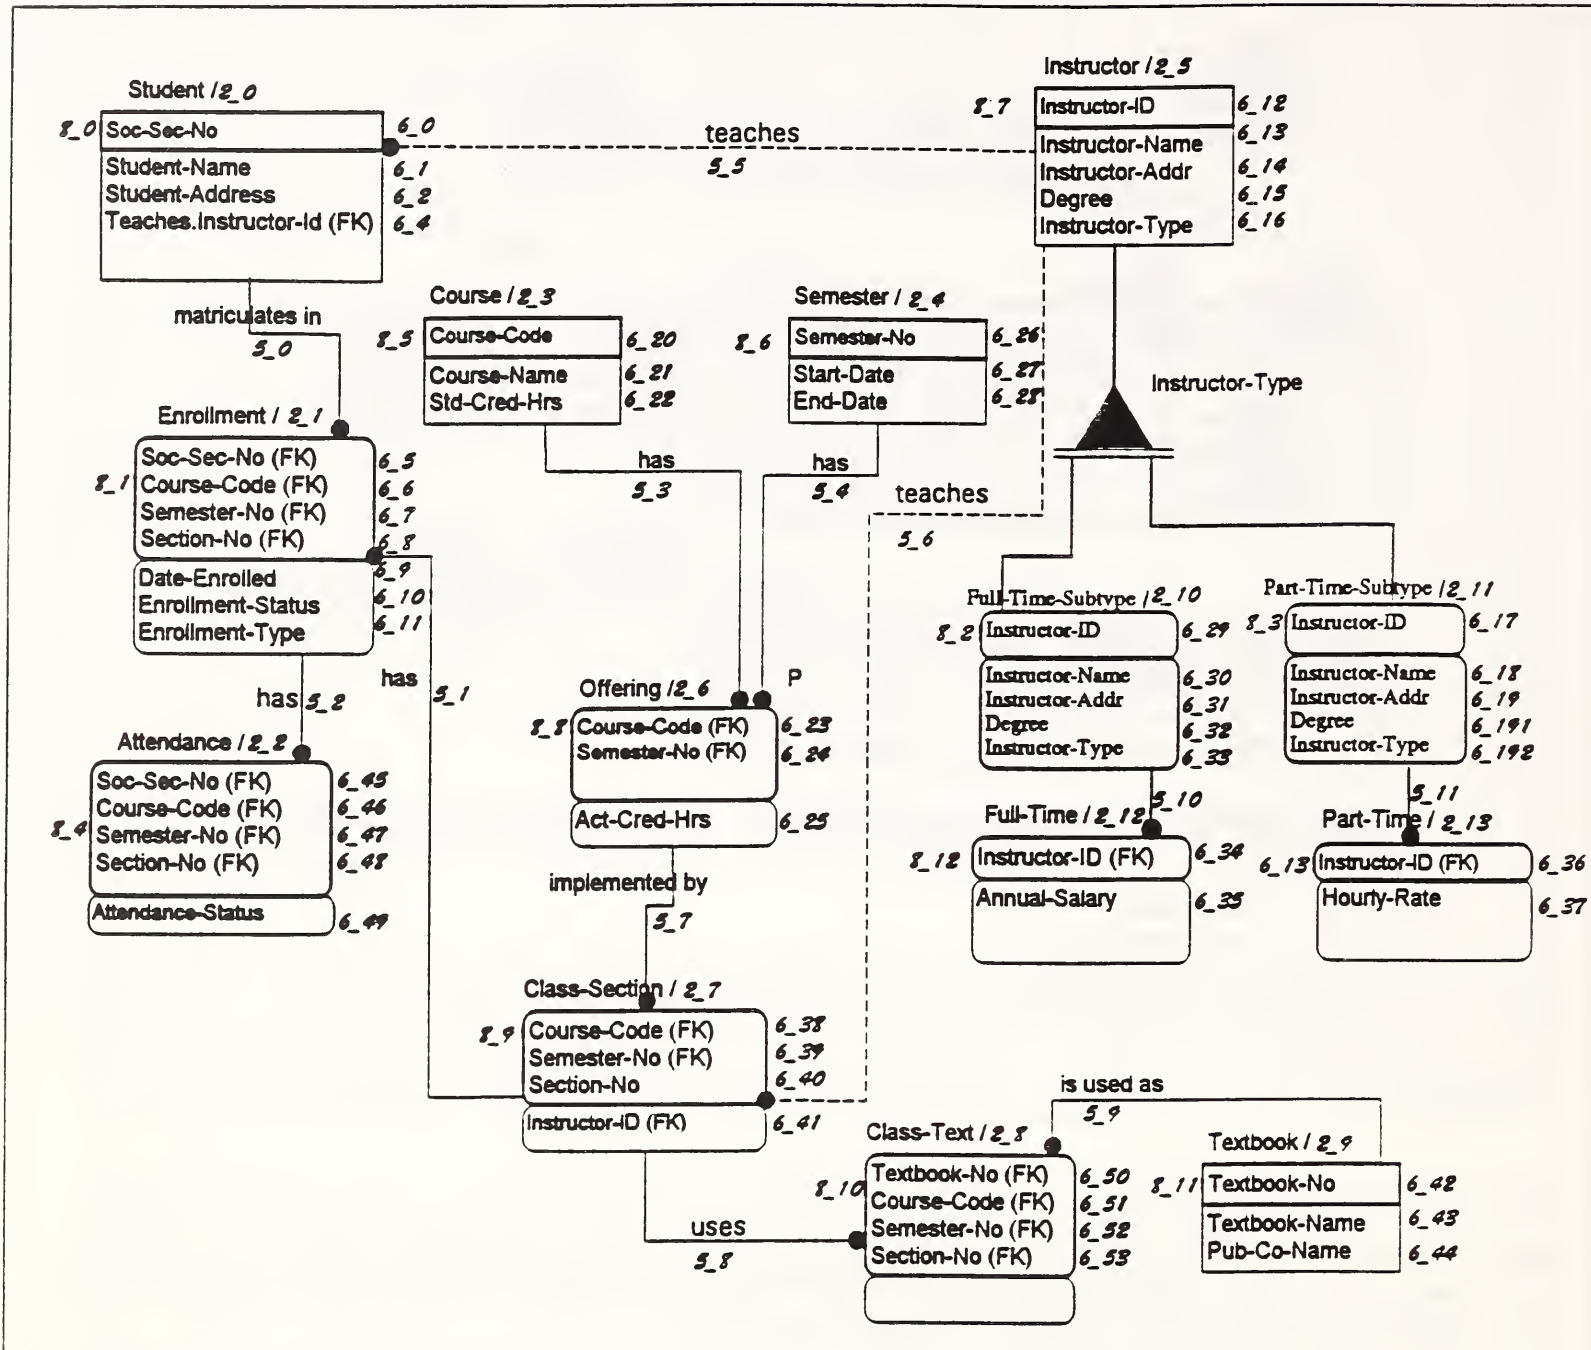 Student / 2_0
8_0 Soc-Sec-No 6_0
Student-Name 6_1
Student-Address 6_2
Teaches.Instructor-Id (FK) 6_4
teaches
5_5
Instructor / 2_5
8_7 Instructor-ID 6_12
Instructor-Name 6_13
Instructor-Addr 6_14
Degree 6_15
Instructor-Type 6_16
matriculates in
5_0
Course / 2_3
8_5 Course-Code 6_20
Course-Name 6_21
Std-Cred-Hrs 6_22
Semester / 2_4
8_6 Semester-No 6_26
Start-Date 6_27
End-Date 6_28
Instructor-Type
Enrollment / 2_1
Soc-Sec-No (FK) 6_5
8_1 Course-Code (FK) 6_6
Semester-No (FK) 6_7
Section-No (FK) 6_8
Date-Enrolled 6_9
Enrollment-Status 6_10
Enrollment-Type 6_11
has
5_3
has
5_4
teaches
5_6
has 5_2
has 5_1
Attendance / 2_2
Soc-Sec-No (FK) 6_45
Course-Code (FK) 6_46
8_4 Semester-No (FK) 6_47
Section-No (FK) 6_48
Attendance-Status 6_49
Offering / 2_6
P
8_8 Course-Code (FK) 6_23
Semester-No (FK) 6_24
Act-Cred-Hrs 6_25
Full-Time-Subtype / 2_10
8_2 Instructor-ID 6_29
Instructor-Name 6_30
Instructor-Addr 6_31
Degree 6_32
Instructor-Type 6_33
Part-Time-Subtype / 2_11
8_3 Instructor-ID 6_17
Instructor-Name 6_18
Instructor-Addr 6_19
Degree 6_191
Instructor-Type 6_192
5_10
5_11
Full-Time / 2_12
8_12 Instructor-ID (FK) 6_34
Annual-Salary 6_35
Part-Time / 2_13
6_13 Instructor-ID (FK) 6_36
Hourly-Rate 6_37
implemented by
5_7
Class-Section / 2_7
8_9 Course-Code (FK) 6_38
Semester-No (FK) 6_39
Section-No 6_40
Instructor-ID (FK) 6_41
uses
5_8
is used as
5_9
Class-Text / 2_8
8_10 Textbook-No (FK) 6_50
Course-Code (FK) 6_51
Semester-No (FK) 6_52
Section-No (FK) 6_53
Textbook / 2_9
8_11 Textbook-No 6_42
Textbook-Name 6_43
Pub-Co-Name 6_44